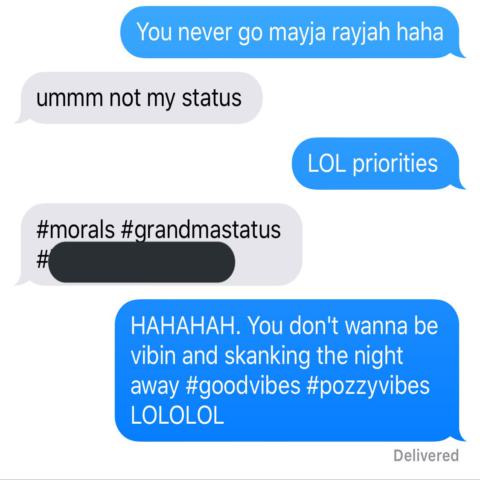 You never go mayja rayjah haha
ummm not my status
LOL priorities
#morals #grandmastatus
#
HAHAHAH. You don't wanna be
vibin and skanking the night
away #goodvibes #pozzyvibes
LOLOLOL
Delivered